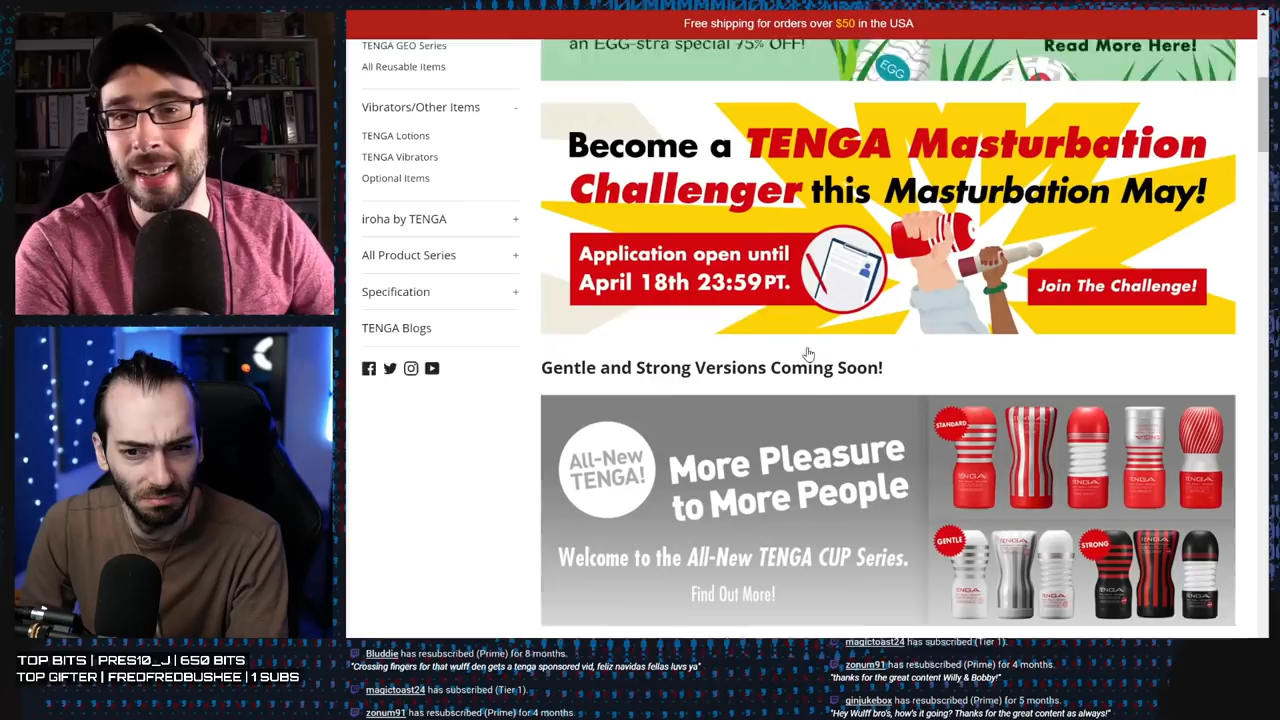 Free shipping for orders over $50 in the USA
TENGA GEO Series
All Reusable Items
Vibrators/Other Items -
TENGA Lotions
TENGA Vibrators
Optional Items
iroha by TENGA +
All Product Series +
Specification +
TENGA Blogs
an EGG-stra special 75% OFF!
Read More Here!
EGG
Become a TENGA Masturbation
Challenger this Masturbation May!
Application open until
April 18th 23:59 PT.
Join The Challenge!
Gentle and Strong Versions Coming Soon!
All-New
TENGA!
More Pleasure
to More People
Welcome to the All-New TENGA CUP Series.
Find Out More!
STANDARD
GENTLE
STRONG
TOP BITS | PRES10_J | 650 BITS
TOP GIFTER | FREDFREDBUSHEE | 1 SUBS
Bluddie has resubscribed (Prime) for 8 months.
"Crossing fingers for that wulff den gets a tenga sponsored vid, feliz navidas fellas luvs ya"
magictoast24 has subscribed (Tier 1).
zonum91 has resubscribed (Prime) for 4 months.
magictoast24 has subscribed (Tier 1).
zonum91 has resubscribed (Prime) for 4 months.
"thanks for the great content Willy & Bobby!"
ginjukebox has resubscribed (Prime) for 5 months.
"Hey Wulff bro's, how's it going? Thanks for the great content as always!"